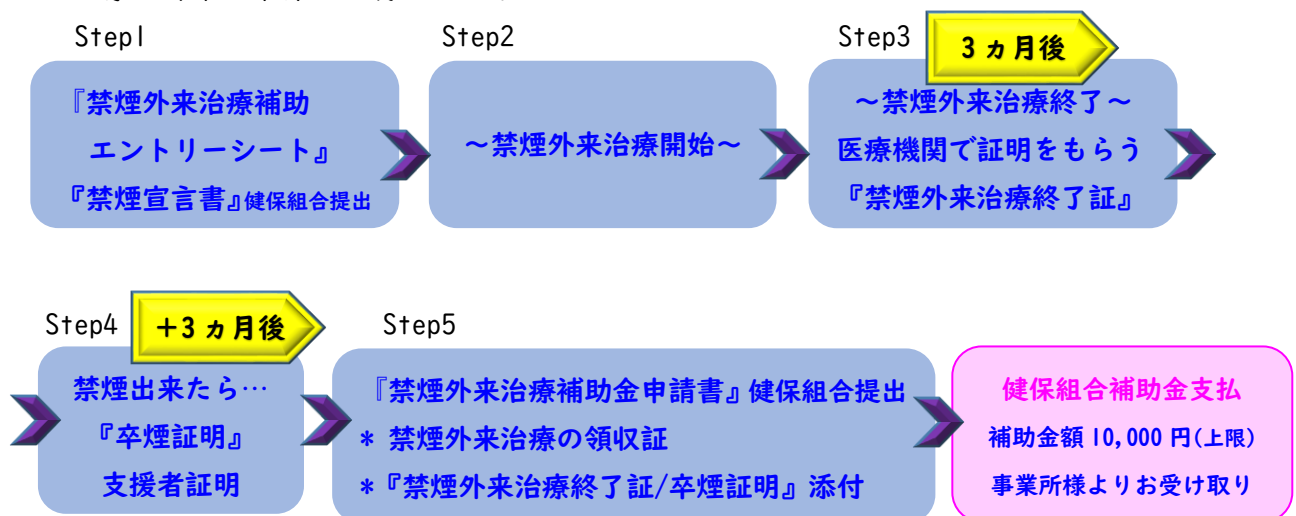 Step1
『禁煙外来治療補助
エントリーシート』
『禁煙宣言書』健保組合提出
Step2
～禁煙外来治療開始～
Step3
3ヵ月後
～禁煙外来治療終了～
医療機関で証明をもらう
『禁煙外来治療終了証』
Step4
＋3ヵ月後
禁煙出来たら…
『卒煙証明』
支援者証明
Step5
『禁煙外来治療補助金申請書』健保組合提出
* 禁煙外来治療の領収証
*『禁煙外来治療終了証/卒煙証明』添付
健保組合補助金支払
補助金額10,000円(上限)
事業所様よりお受け取り